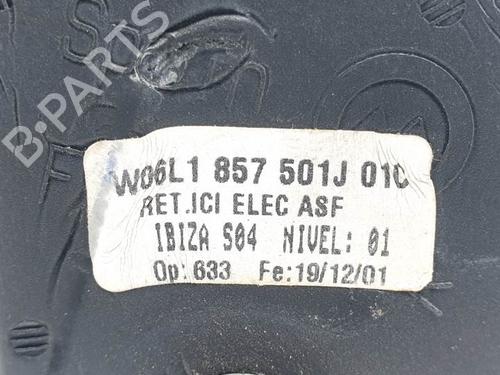 B-PARTS
W06L1 857 501J 01C
RET.ICI ELEC ASF
IBIZA S04 NIVEL: 01
Op: 633 Fe:19/12/01